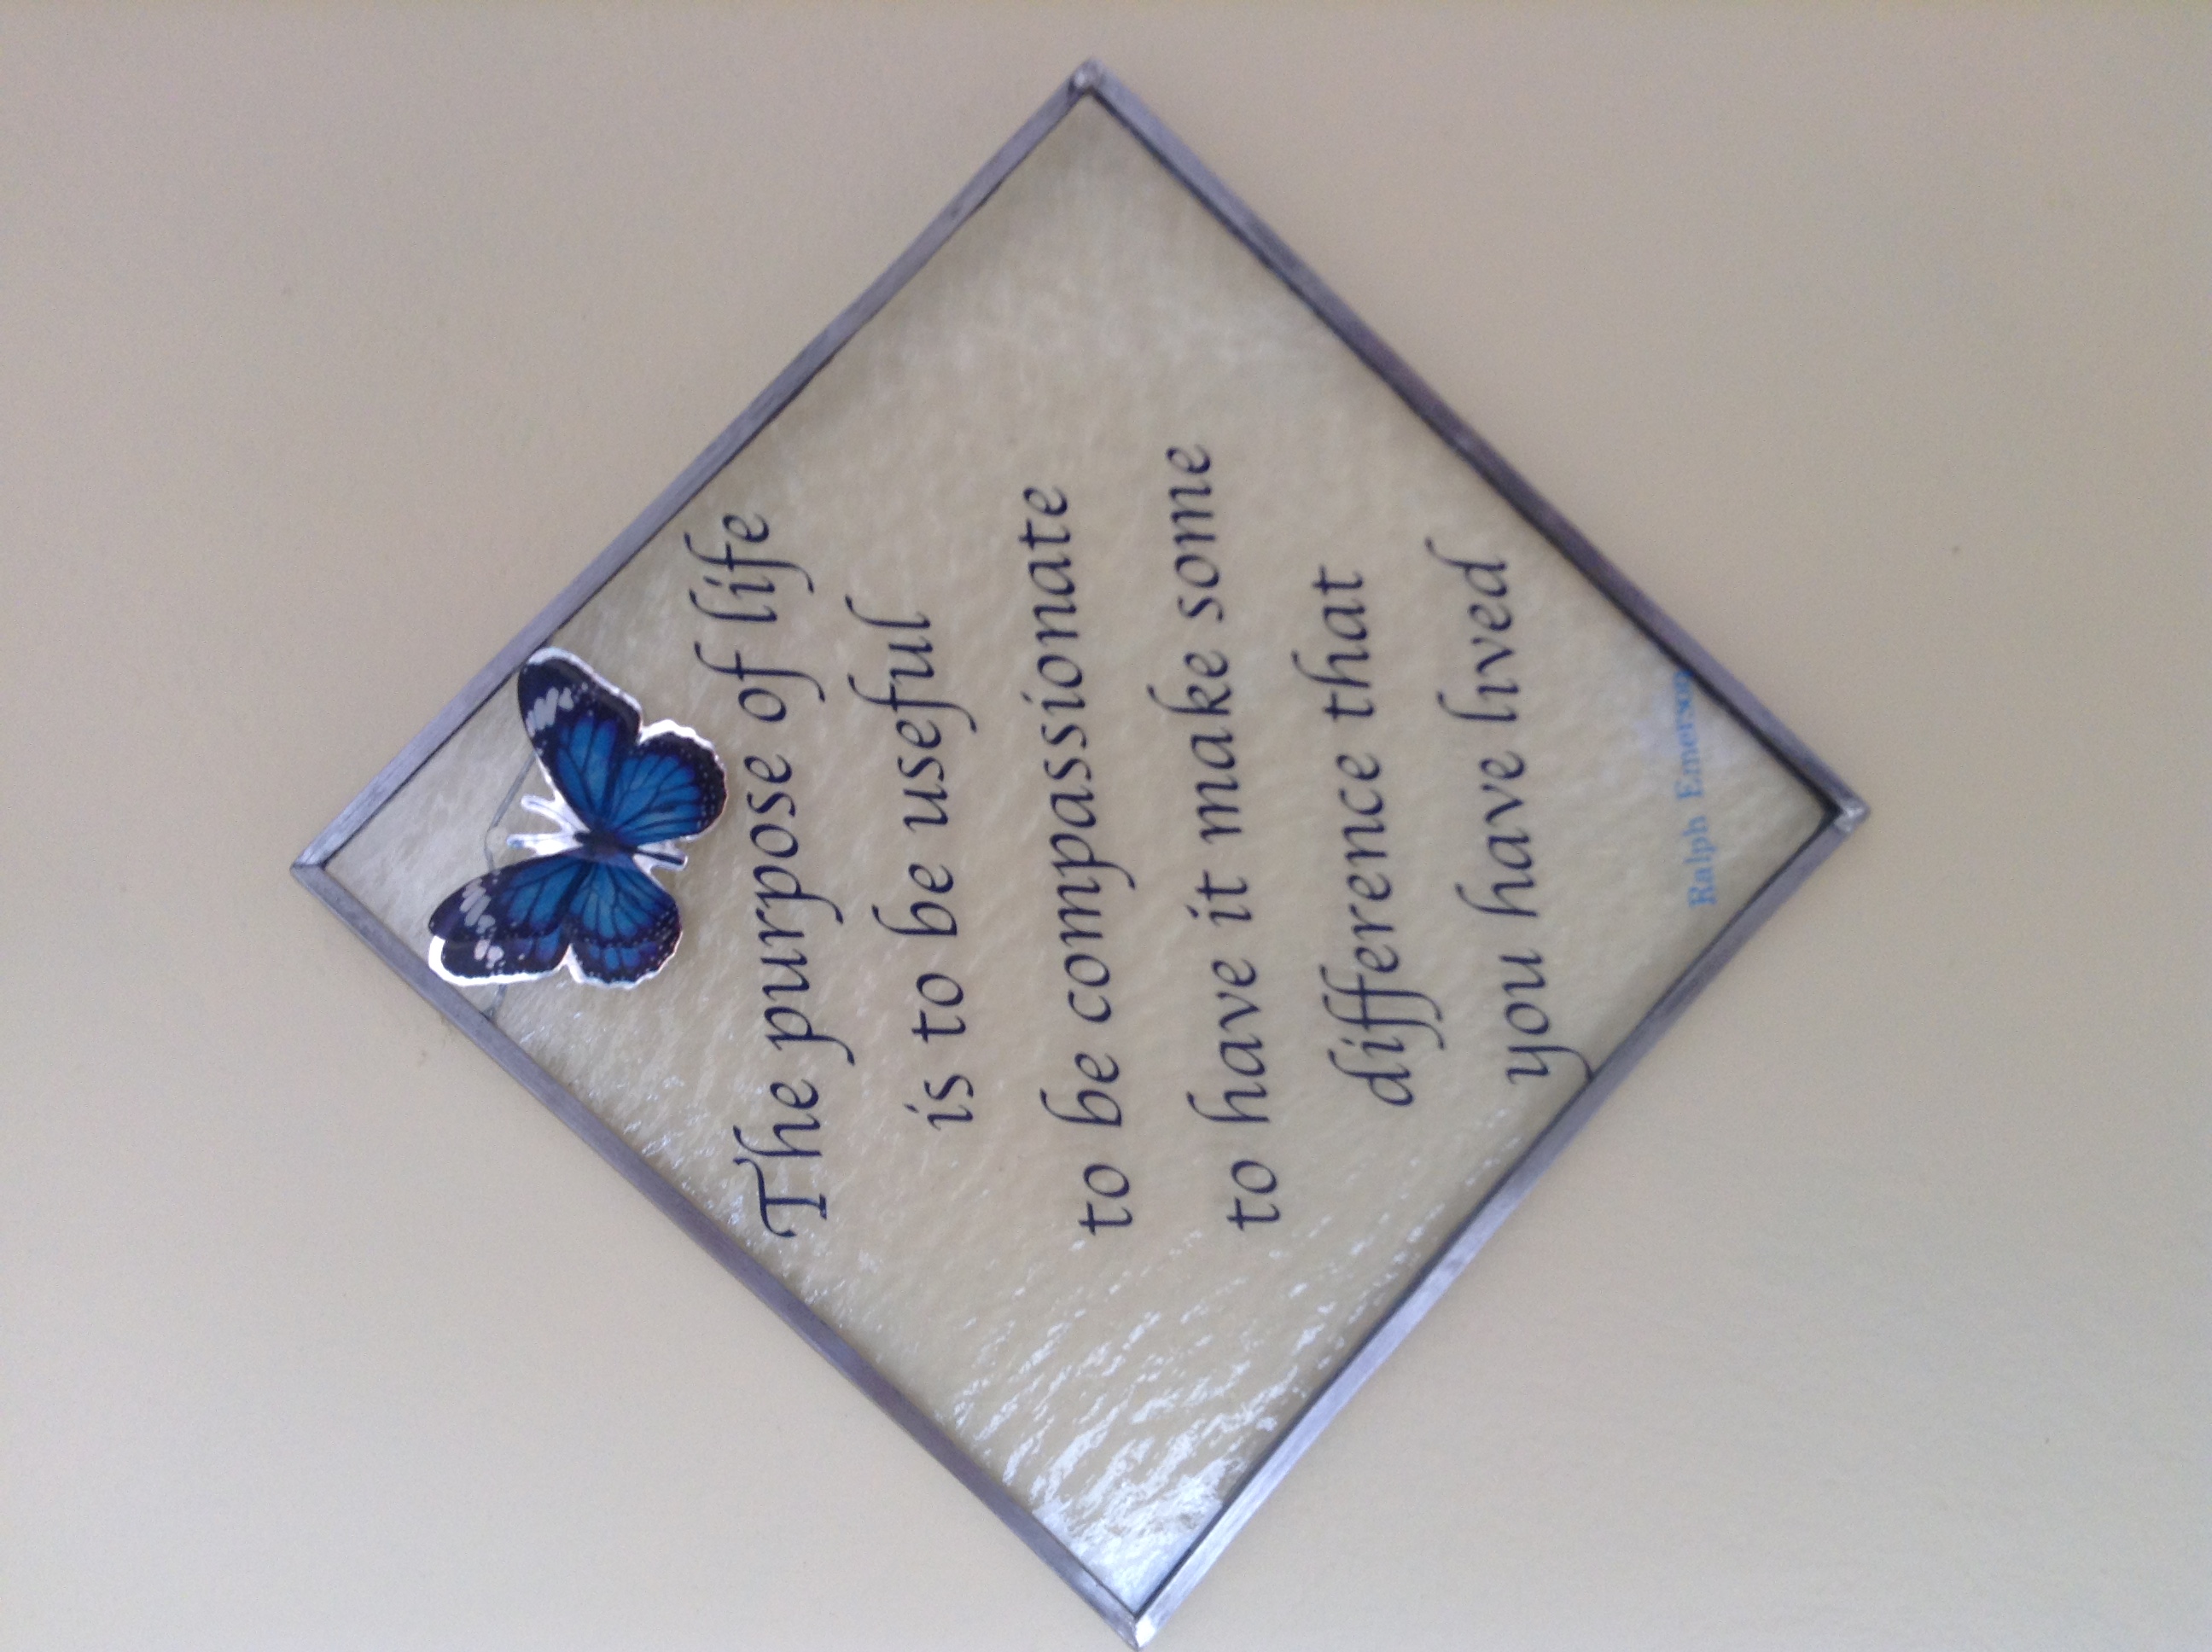 The purpose of life
is to be useful
to be compassionate
to have it make some
difference that
you have lived
Ralph Emerson